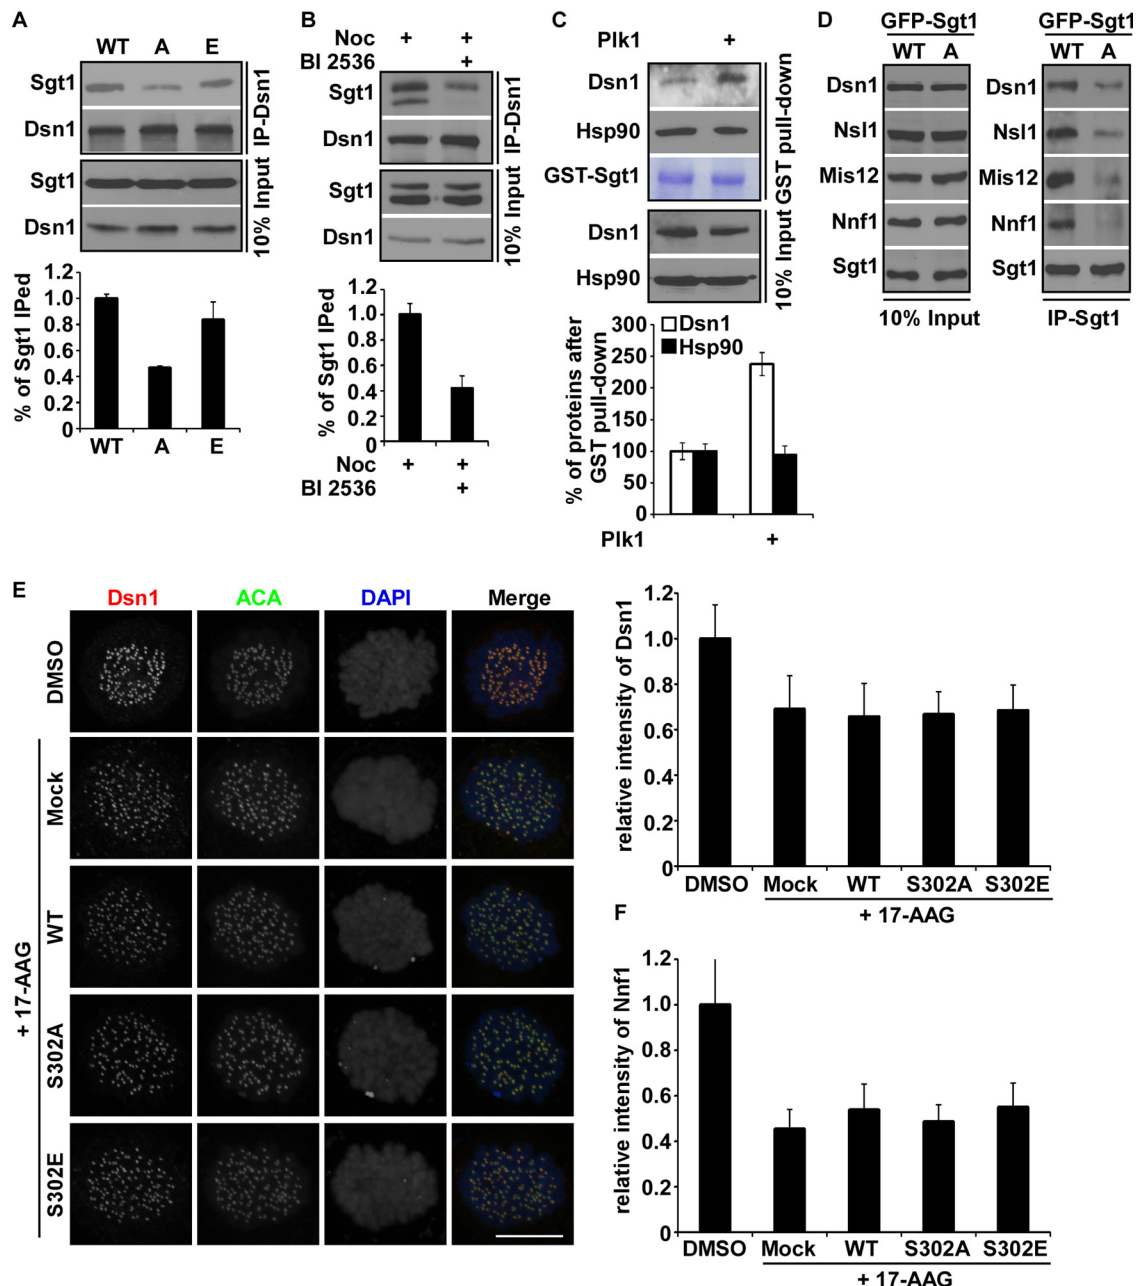 A
WT A E
Sgt1
Dsn1
IP-Dsn1
Sgt1
Dsn1
10% Input
% of Sgt1 IPed
1.2
1.0
0.8
0.6
0.4
0.2
0
WT A E
B
Noc + +
BI 2536 +
Sgt1
Dsn1
IP-Dsn1
Sgt1
Dsn1
10% Input
% of Sgt1 IPed
1.2
1.0
0.8
0.6
0.4
0.2
0
Noc + +
BI 2536 +
C
Plk1 +
Dsn1
Hsp90
GST-Sgt1
GST pull-down
Dsn1
Hsp90
10% Input
% of proteins after
GST pull-down
300
250
200
150
100
50
0
Dsn1
Hsp90
Plk1 +
D
GFP-Sgt1
WT A
Dsn1
Nsl1
Mis12
Nnf1
Sgt1
10% Input
GFP-Sgt1
WT A
Dsn1
Nsl1
Mis12
Nnf1
Sgt1
IP-Sgt1
E
Dsn1 ACA DAPI Merge
DMSO
+ 17-AAG
Mock
WT
S302A
S302E
relative intensity of Dsn1
1.2
1.0
0.8
0.6
0.4
0.2
0
DMSO Mock WT S302A S302E
+ 17-AAG
F
relative intensity of Nnf1
1.2
1.0
0.8
0.6
0.4
0.2
0
DMSO Mock WT S302A S302E
+ 17-AAG